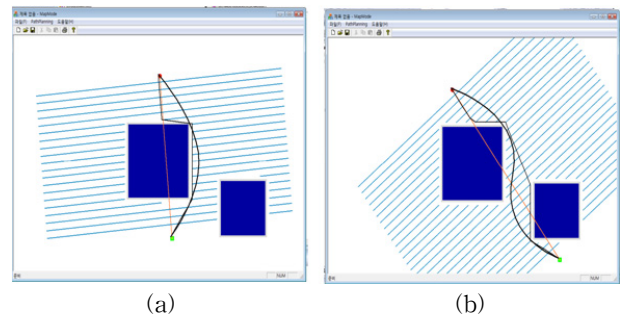 제목 없음 - MapMode
파일(F) PathPlanning 도움말(H)
준비 NUM
(a)
제목 없음 - MapMode
파일(F) PathPlanning 도움말(H)
준비 NUM
(b)